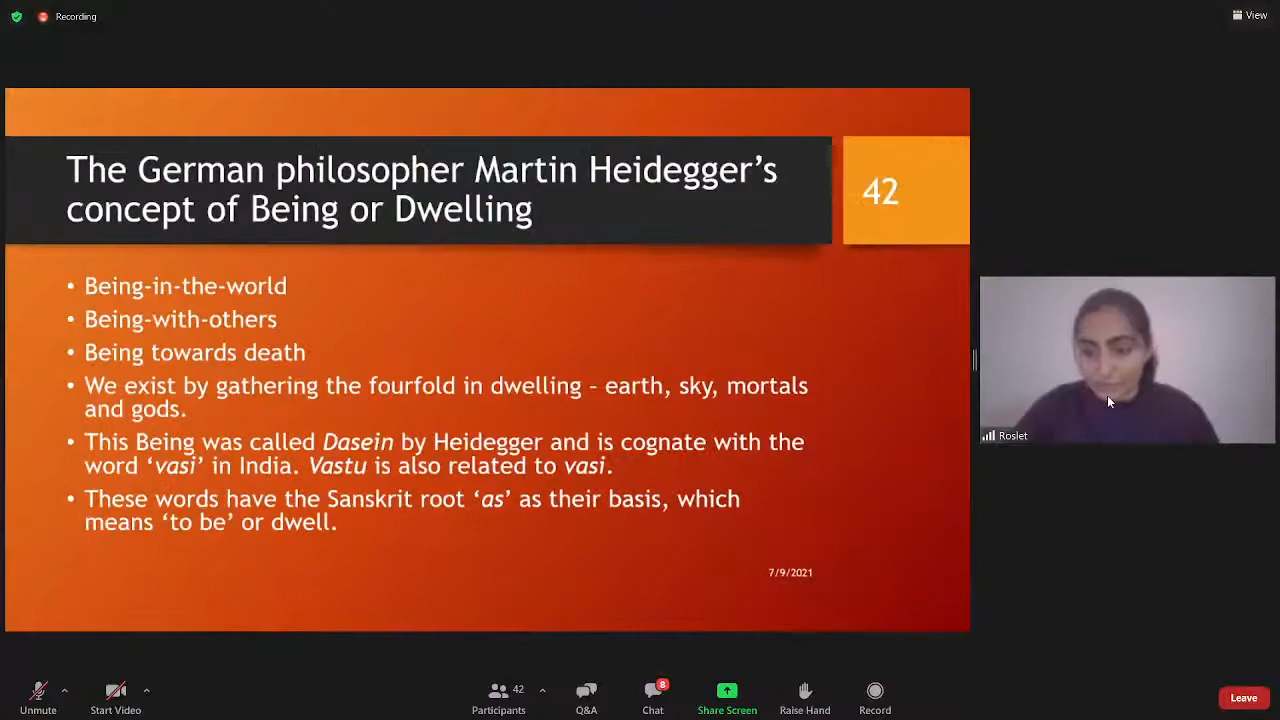 Recording
View
The German philosopher Martin Heidegger’s
concept of Being or Dwelling
42
• Being-in-the-world
• Being-with-others
• Being towards death
• We exist by gathering the fourfold in dwelling – earth, sky, mortals
and gods.
• This Being was called Dasein by Heidegger and is cognate with the
word ‘vasi’ in India. Vastu is also related to vasi.
• These words have the Sanskrit root ‘as’ as their basis, which
means ‘to be’ or dwell.
7/9/2021
Roslet
Unmute
Start Video
42
Participants
Q&A
8
Chat
Share Screen
Raise Hand
Record
Leave